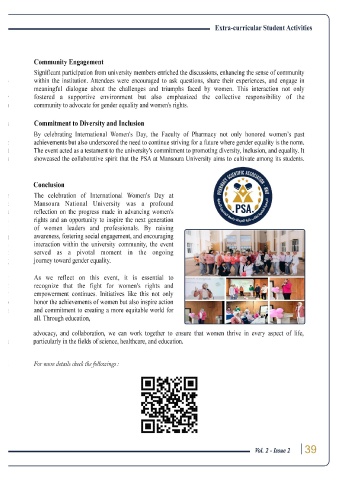 Extra-curricular Student Activities
Community Engagement
Significant participation from university members enriched the discussions, enhancing the sense of community
within the institution. Attendees were encouraged to ask questions, share their experiences, and engage in
meaningful dialogue about the challenges and triumphs faced by women. This interaction not only
fostered a supportive environment but also emphasized the collective responsibility of the
community to advocate for gender equality and women's rights.
Commitment to Diversity and Inclusion
By celebrating International Women's Day, the Faculty of Pharmacy not only honored women's past
achievements but also underscored the need to continue striving for a future where gender equality is the norm.
The event acted as a testament to the university's commitment to promoting diversity, inclusion, and equality. It
showcased the collaborative spirit that the PSA at Mansoura University aims to cultivate among its students.
Conclusion
The celebration of International Women's Day at
Mansoura National University was a profound
reflection on the progress made in advancing women's
rights and an opportunity to inspire the next generation
of women leaders and professionals. By raising
awareness, fostering social engagement, and encouraging
interaction within the university community, the event
served as a pivotal moment in the ongoing
journey toward gender equality.
PSA
As we reflect on this event, it is essential to
recognize that the fight for women's rights and
empowerment continues. Initiatives like this not only
honor the achievements of women but also inspire action
and commitment to creating a more equitable world for
all. Through education,
advocacy, and collaboration, we can work together to ensure that women thrive in every aspect of life,
particularly in the fields of science, healthcare, and education.
For more details check the followings :
Vol. 2 - Issue 2 39